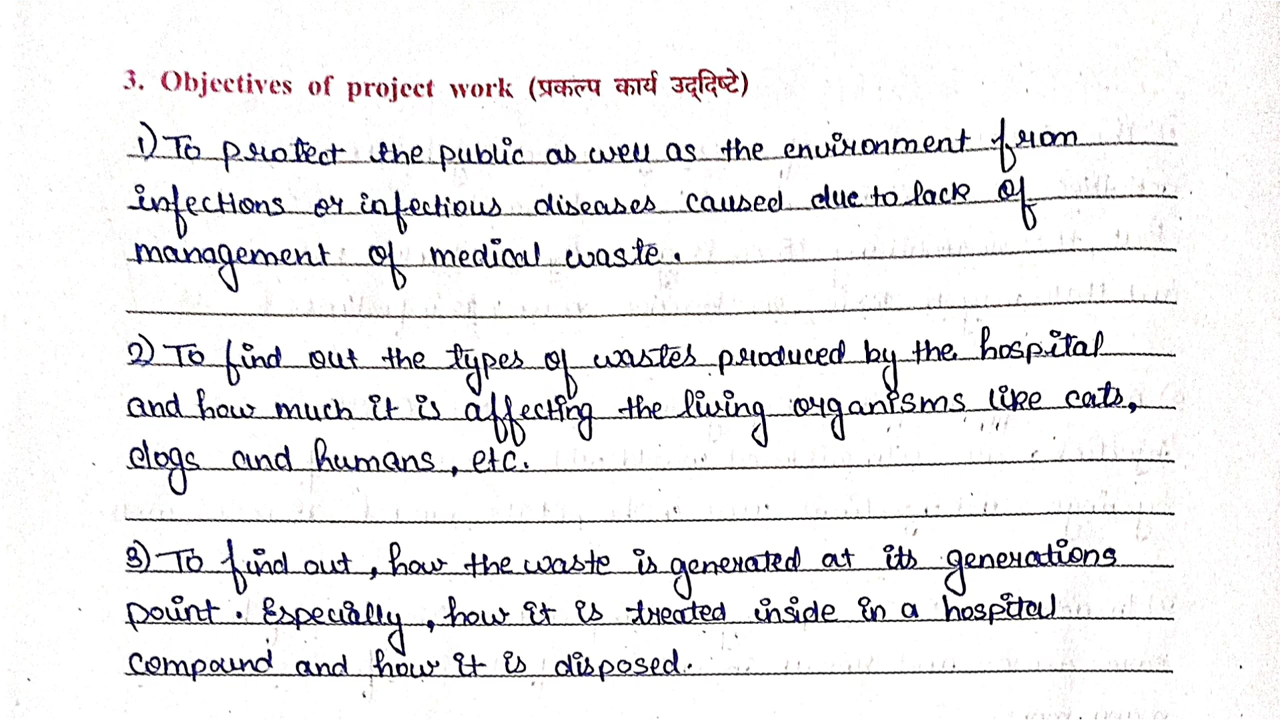 3. Objectives of project work (प्रकल्प कार्य उद्दिष्टे)
1) To protect the public as well as the environment from
infections or infectious diseases caused due to lack of
management of medical waste.
2) To find out the types of wastes produced by the hospital
and how much it is affecting the living organisms like cats,
dogs and humans, etc.
3) To find out, how the waste is generated at its generations
point. Especially, how it is treated inside in a hospital
compound and how it is disposed.